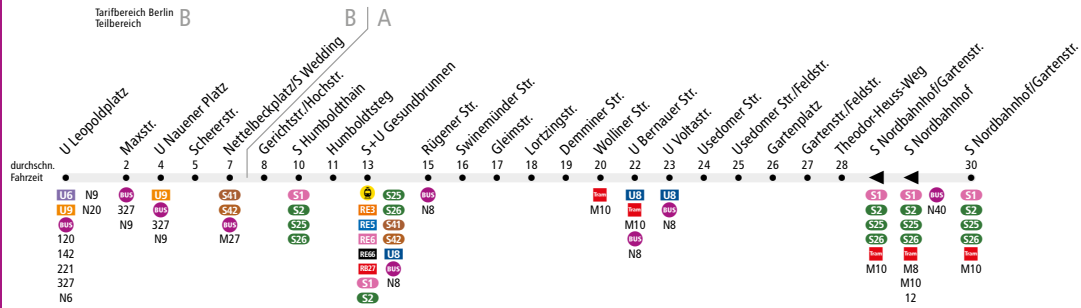 Tarifbereich Berlin
Teilbereich
B
B
A
U Leopoldplatz
Maxstr.
U Nauener Platz
Schererstr.
Nettelbeckplatz/S Wedding
Gerichtstr./Hochstr.
S Humboldthain
Humboldtsteg
S+U Gesundbrunnen
Rügener Str.
Swinemünder Str.
Gleimstr.
Lortzingstr.
Demminer Str.
Wolliner Str.
U Bernauer Str.
U Voltastr.
Usedomer Str.
Usedomer Str./Feldstr.
Gartenplatz
Gartenstr./Feldstr.
Theodor-Heuss-Weg
S Nordbahnhof/Gartenstr.
S Nordbahnhof
S Nordbahnhof/Gartenstr.
durchschn.
Fahrzeit
2 4 5 7 8 10 11 13 15 16 17 18 19 20 22 23 24 25 26 27 28 30
U6 N9
U9 N20
BUS
120
142
221
327
N6
BUS
327
N9
U9
BUS
327
N9
S41
S42
BUS
M27
S1
S2
S25
S26
S25
RE3 S26
RE5 S41
RE6 S42
RE66 U8
RB27 BUS
S1 N8
S2
BUS
N8
Tram
M10
U8
Tram
M10
BUS
N8
U8
BUS
N8
S1
S2
S25
S26
Tram
M10
S1 BUS
S2 N40
S25
S26
Tram
M8
M10
12
S1
S2
S25
S26
Tram
M10